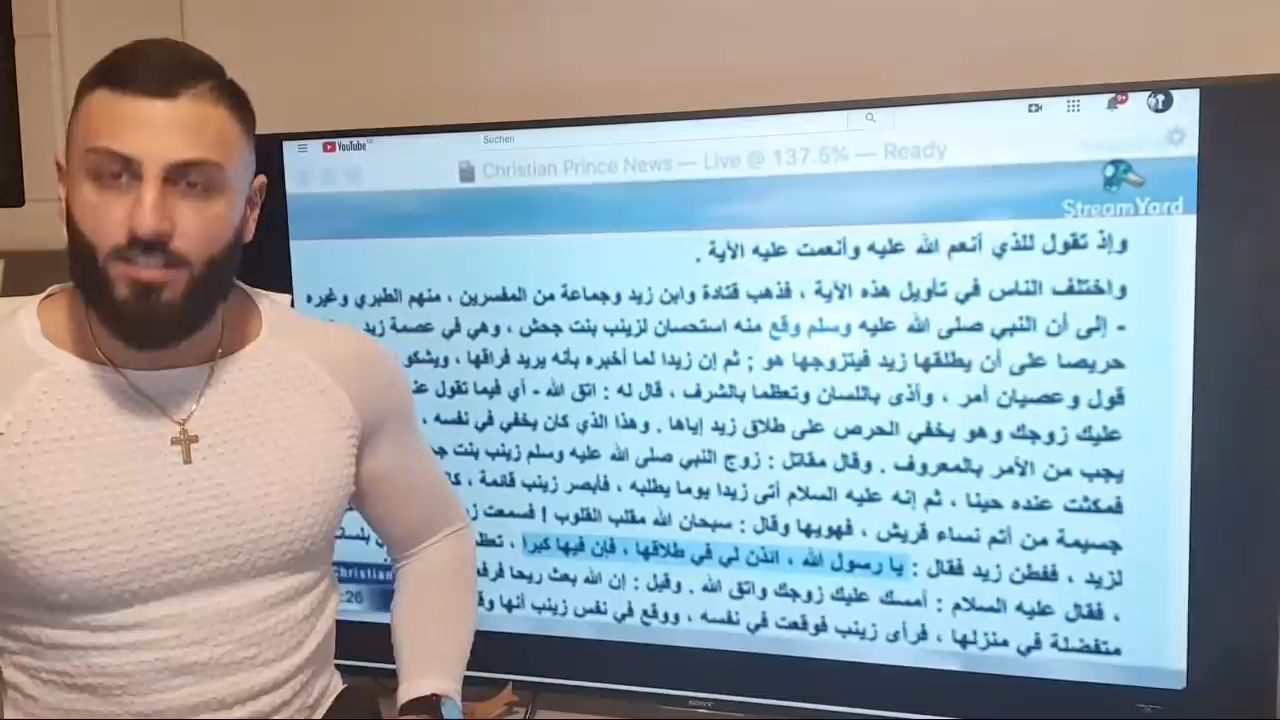 YouTube
Suchen
9+
Christian Prince News — Live @ 137.5% — Ready
StreamYard
وإذ تقول للذي أنعم الله عليه وأنعمت عليه الآية .
واختلف الناس في تأويل هذه الآية ، فذهب قتادة وابن زيد وجماعة من المفسرين ، منهم الطبري وغيره
- إلى أن النبي صلى الله عليه وسلم وقع منه استحسان لزينب بنت جحش ، وهي في عصمة زيد
حريصا على أن يطلقها زيد فيتزوجها هو ; ثم إن زيدا لما أخبره بأنه يريد فراقها ، ويشكو
قول وعصيان أمر ، وأذى باللسان وتعظما بالشرف ، قال له : اتق الله - أي فيما تقول
عليك زوجك وهو يخفي الحرص على طلاق زيد إياها . وهذا الذي كان يخفي في نفسه ،
يجب من الأمر بالمعروف . وقال مقاتل : زوج النبي صلى الله عليه وسلم زينب بنت
فمكثت عنده حينا ، ثم إنه عليه السلام أتى زيدا يوما يطلبه ، فأبصر زينب قائمة ،
جسيمة من أتم نساء قريش ، فهويها وقال : سبحان الله مقلب القلوب ! فسمعت
لزيد ، ففطن زيد فقال : يا رسول الله ، ائذن لي في طلاقها ، فإن فيها كبرا ،
، فقال عليه السلام : أمسك عليك زوجك واتق الله . وقيل : إن الله بعث ريحا
متفضلة في منزلها ، فرأى زينب فوقعت في نفسه ، ووقع في نفس زينب أنها
Christian
:26
SONY